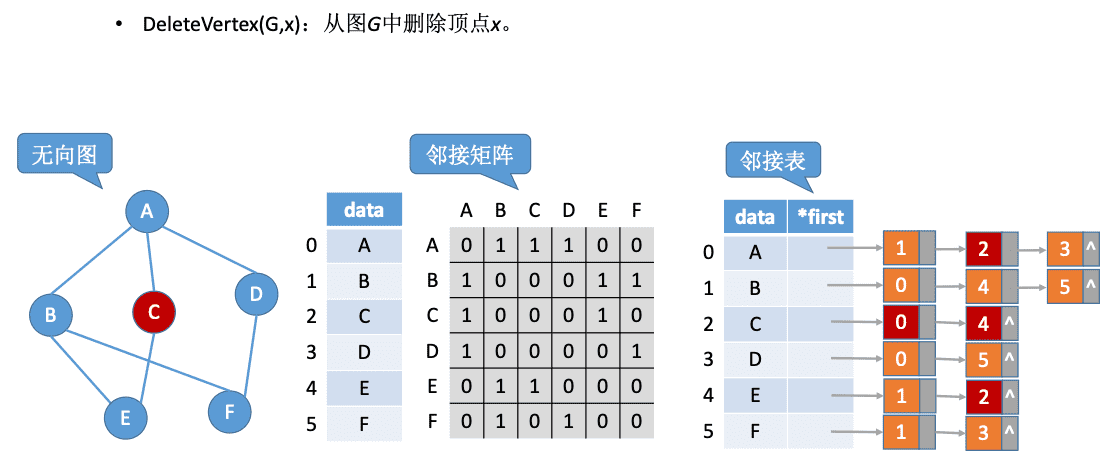 • DeleteVertex(G,x)：从图G中删除顶点x。
无向图
A
B
C
D
E
F
邻接矩阵
data
0 A
1 B
2 C
3 D
4 E
5 F
A B C D E F
A 0 1 1 1 0 0
B 1 0 0 0 1 1
C 1 0 0 0 1 0
D 1 0 0 0 0 1
E 0 1 1 0 0 0
F 0 1 0 1 0 0
邻接表
data *first
0 A 1 2 3 ^
1 B 0 4 5 ^
2 C 0 4 ^
3 D 0 5 ^
4 E 1 2 ^
5 F 1 3 ^